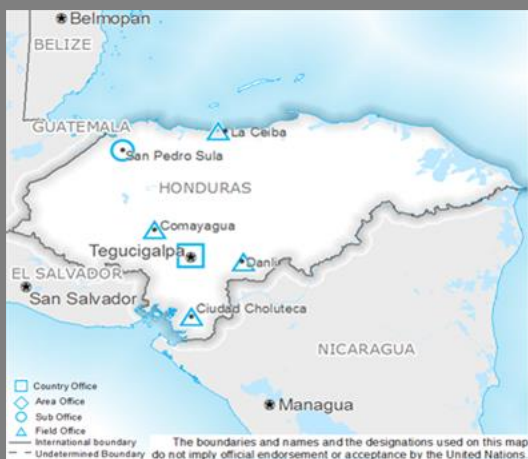 Belmopan
BELIZE
GUATEMALA
La Ceiba
San Pedro Sula
HONDURAS
Comayagua
Tegucigalpa
Danlí
EL SALVADOR
San Salvador
Ciudad Choluteca
NICARAGUA
Managua
Country Office
Area Office
Sub Office
Field Office
International boundary
Undetermined Boundary
The boundaries and names and the designations used on this map
do not imply official endorsement or acceptance by the United Nations.